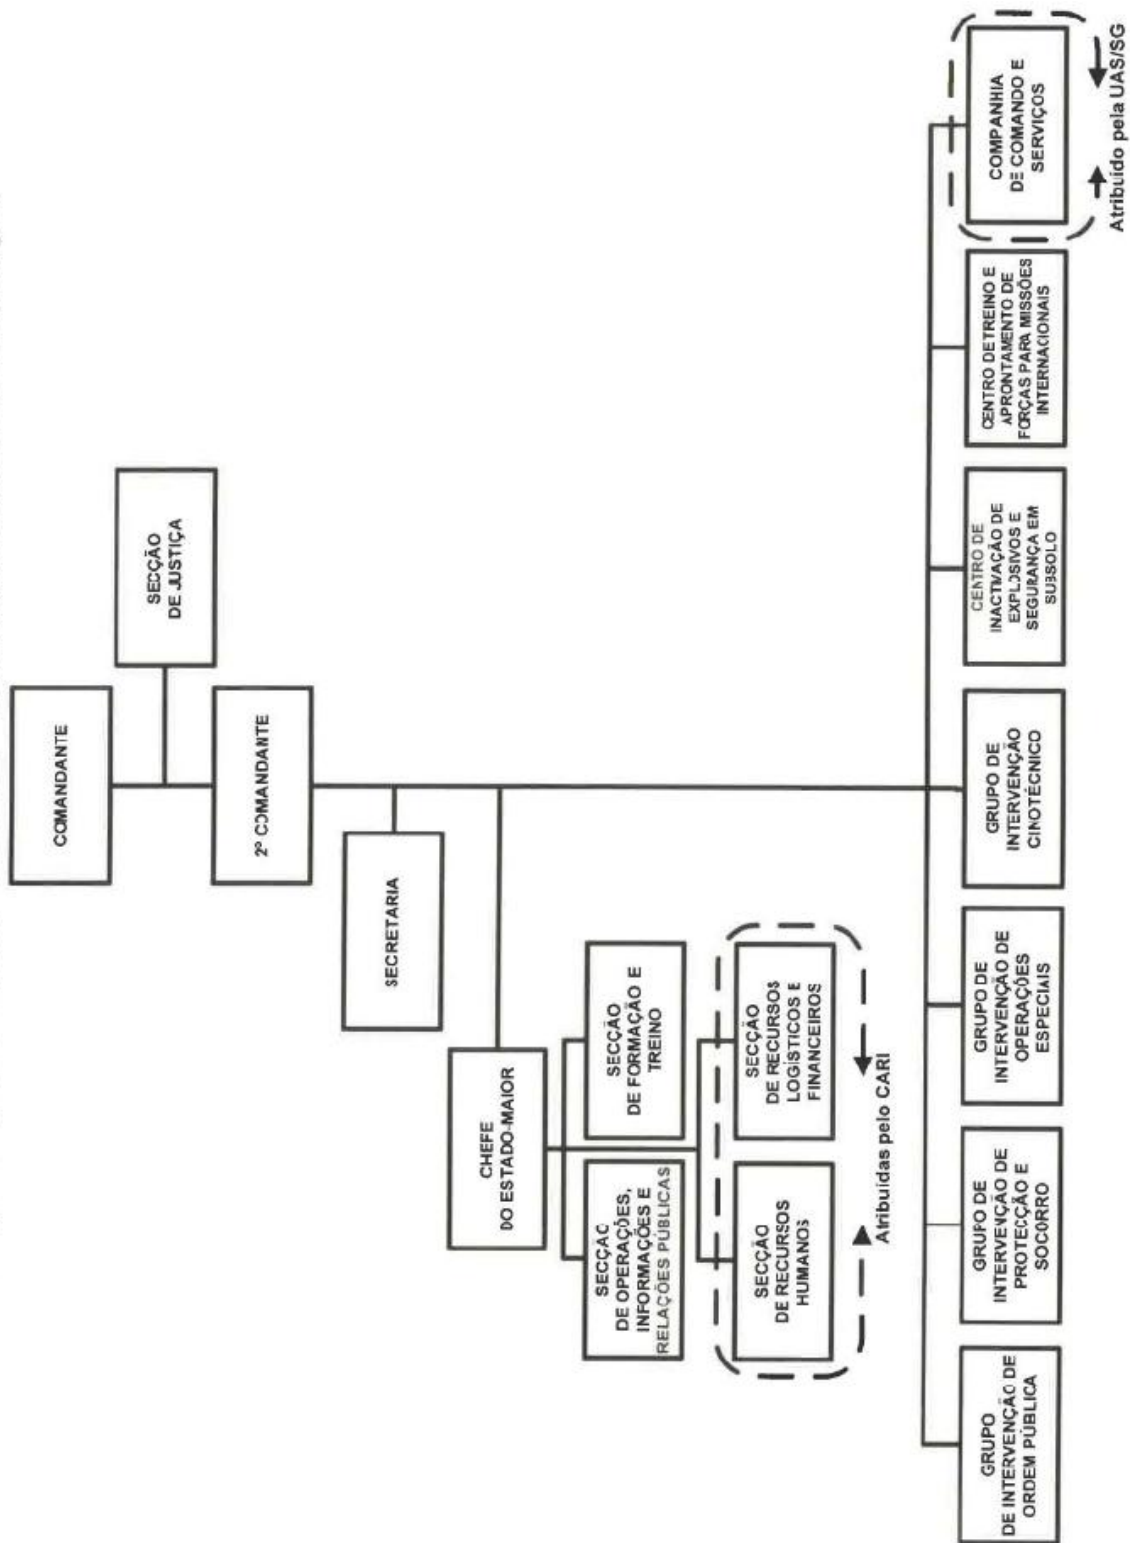 COMANDANTE
SECÇÃO
DE JUSTIÇA
2º COMANDANTE
SECRETARIA
CHEFE
DO ESTADO-MAIOR
SECÇÃO
DE OPERAÇÕES,
INFORMAÇÕES E
RELAÇÕES PÚBLICAS
SECÇÃO
DE FORMAÇÃO E
TREINO
SECÇÃO
DE RECURSOS
HUMANOS
SECÇÃO
DE RECURSOS
LOGÍSTICOS E
FINANCEIROS
Atribuídas pelo CARI
GRUPO
DE INTERVENÇÃO DE
ORDEM PÚBLICA
GRUPO DE
INTERVENÇÃO DE
PROTECÇÃO E
SOCORRO
GRUPO DE
INTERVENÇÃO DE
OPERAÇÕES
ESPECIAIS
GRUPO DE
INTERVENÇÃO
CINOTÉCNICO
CENTRO DE
INACTIVAÇÃO DE
EXPLOSIVOS E
SEGURANÇA EM
SUBSOLO
CENTRO DE TREINO E
APRONTAMENTO DE
FORÇAS PARA MISSÕES
INTERNACIONAIS
COMPANHIA
DE COMANDO E
SERVIÇOS
Atribuído pela UAS/SG